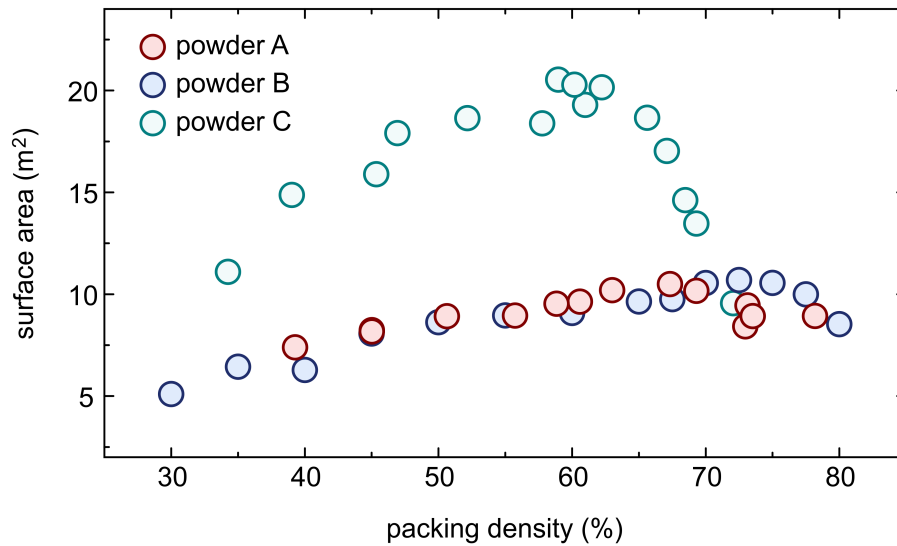 powder A
powder B
powder C
20
15
10
5
surface area (m²)
30 40 50 60 70 80
packing density (%)